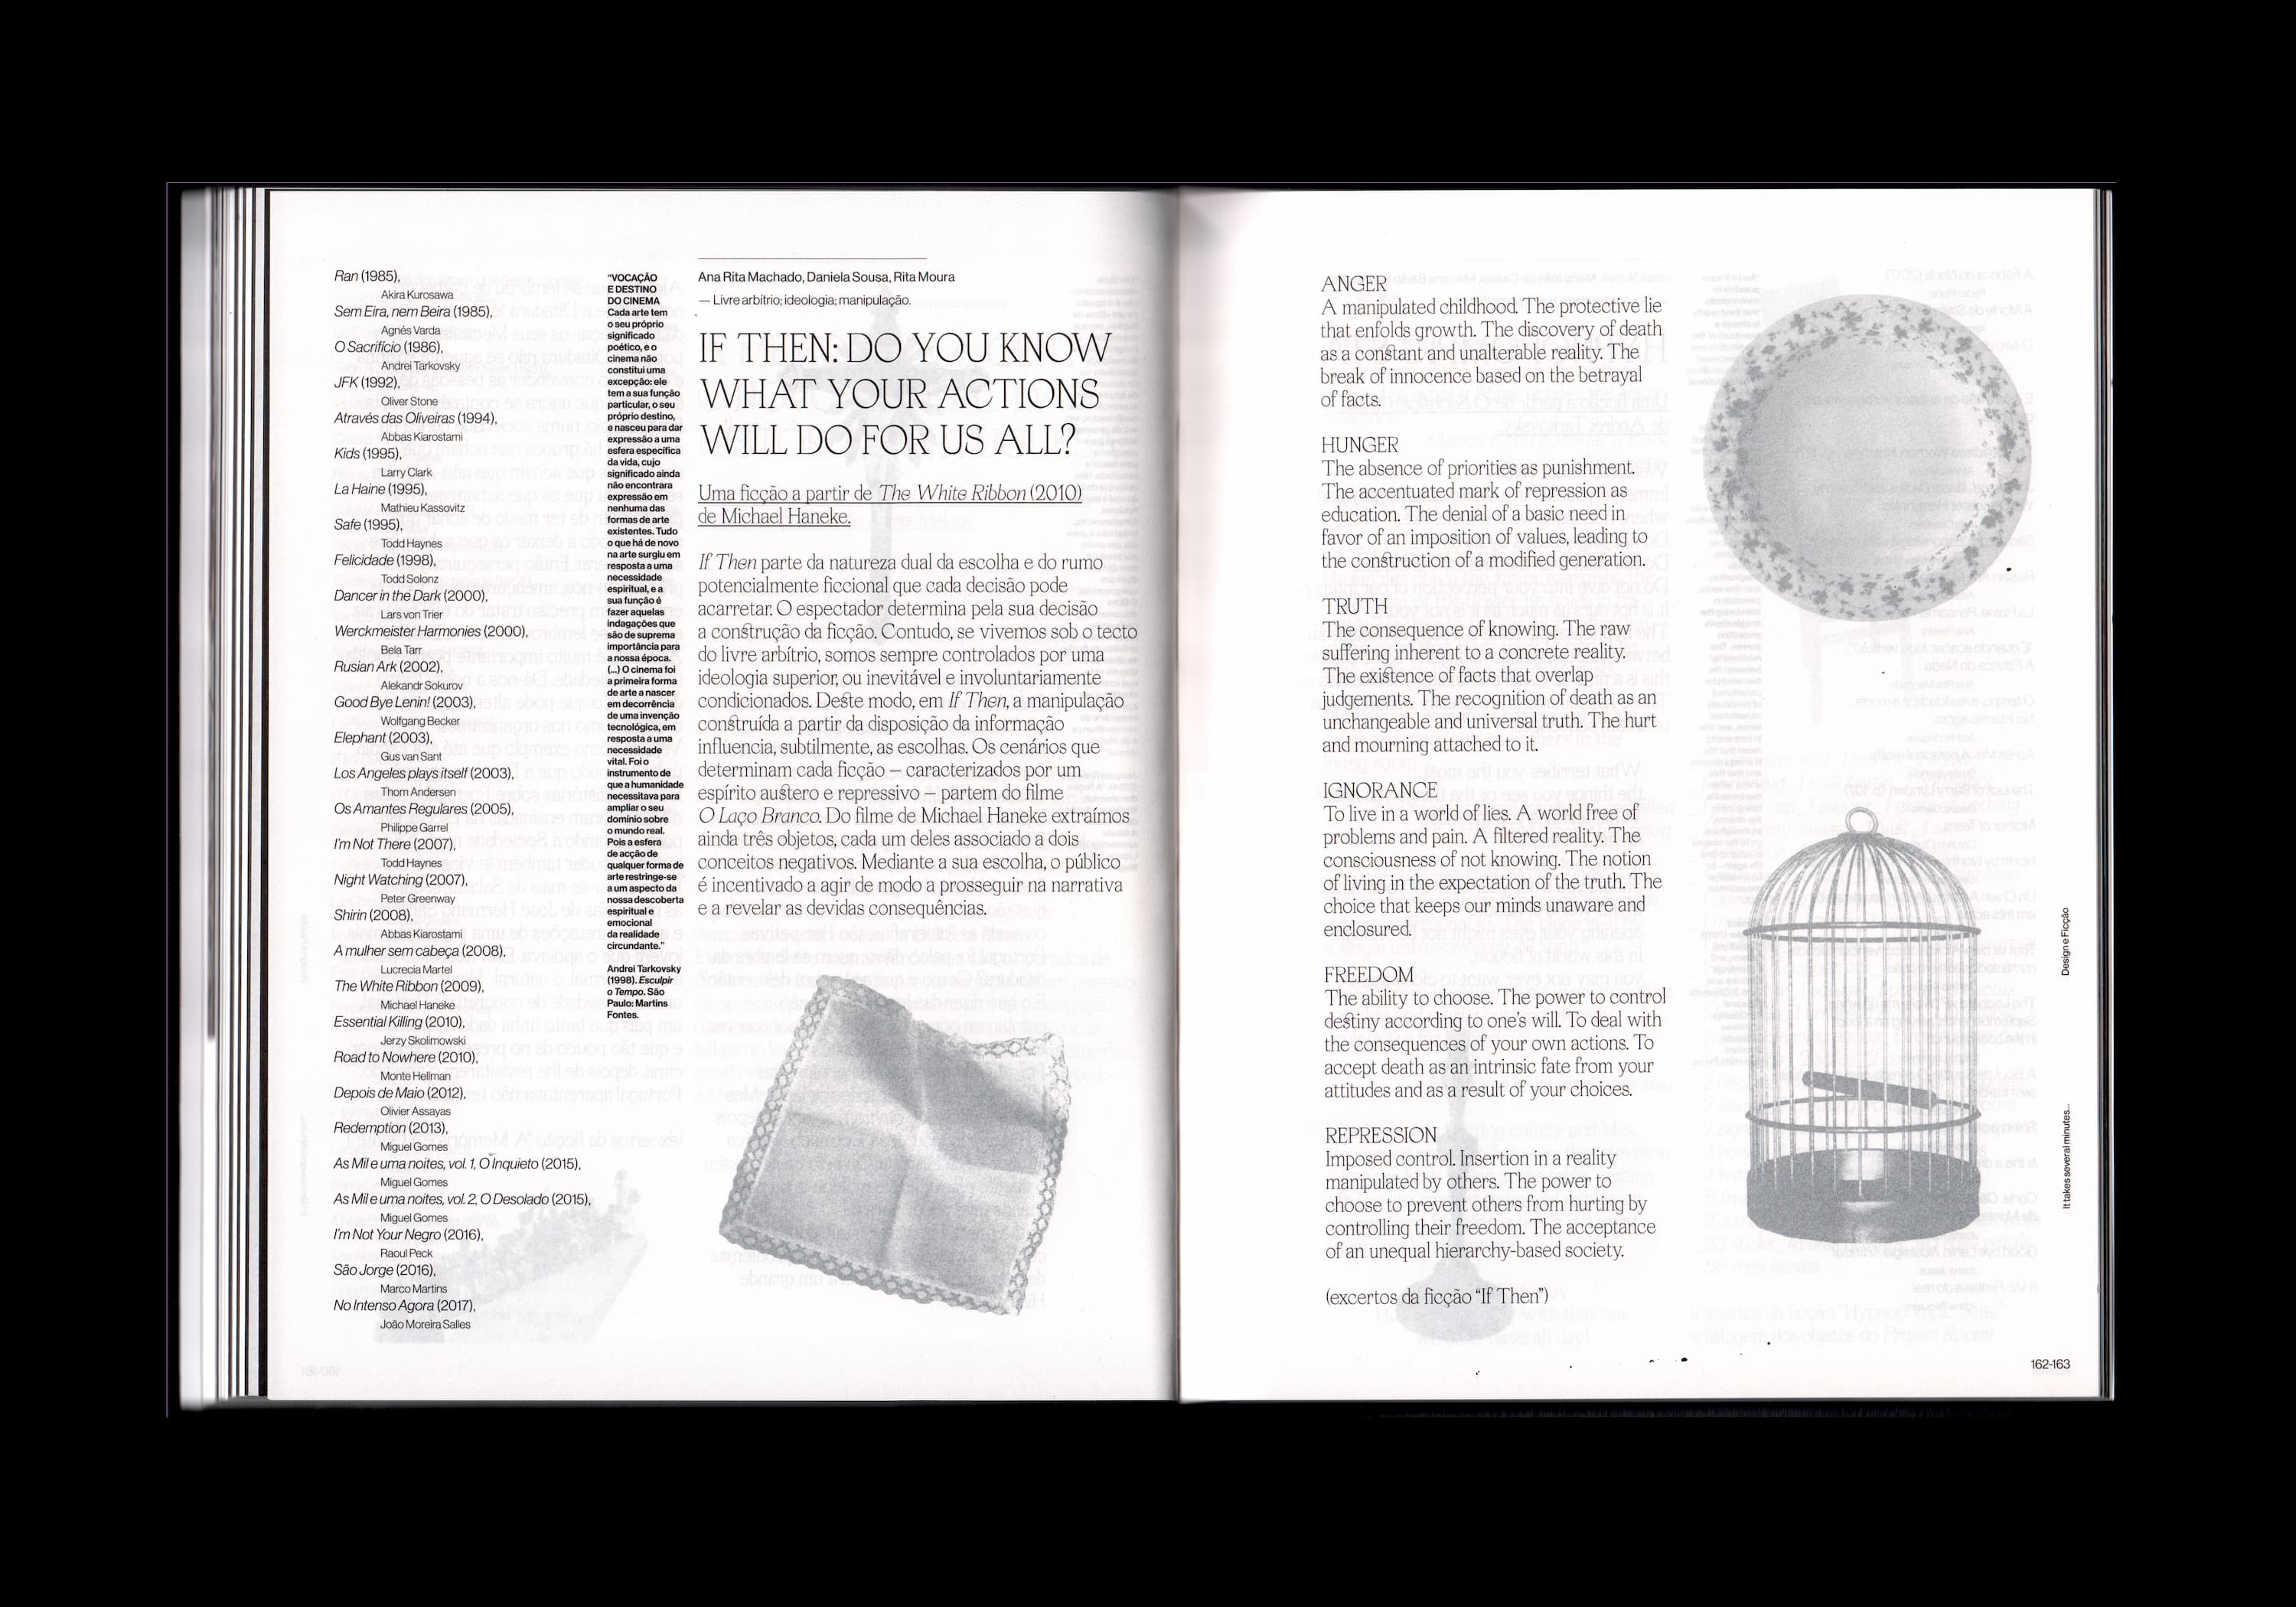 Ran (1985),
Akira Kurosawa
Sem Eira, nem Beira (1985),
Agnés Varda
O Sacrifício (1986),
Andrei Tarkovsky
JFK (1992),
Oliver Stone
Através das Oliveiras (1994),
Abbas Kiarostami
Kids (1995),
Larry Clark
La Haine (1995),
Mathieu Kassovitz
Safe (1995),
Todd Haynes
Felicidade (1998),
Todd Solonz
Dancer in the Dark (2000),
Lars von Trier
Werckmeister Harmonies (2000),
Bela Tarr
Rusian Ark (2002),
Alekandr Sokurov
Good Bye Lenin! (2003),
Wolfgang Becker
Elephant (2003),
Gus van Sant
Los Angeles plays itself (2003),
Thom Andersen
Os Amantes Regulares (2005),
Philippe Garrel
I'm Not There (2007),
Todd Haynes
Night Watching (2007),
Peter Greenway
Shirin (2008),
Abbas Kiarostami
A mulher sem cabeça (2008),
Lucrecia Martel
The White Ribbon (2009),
Michael Haneke
Essential Killing (2010),
Jerzy Skolimowski
Road to Nowhere (2010),
Monte Hellman
Depois de Maio (2012),
Olivier Assayas
Redemption (2013),
Miguel Gomes
As Mil e uma noites, vol. 1, O Inquieto (2015),
Miguel Gomes
As Mil e uma noites, vol. 2, O Desolado (2015),
Miguel Gomes
I'm Not Your Negro (2016),
Raoul Peck
São Jorge (2016),
Marco Martins
No Intenso Agora (2017),
João Moreira Salles
“VOCAÇÃO
E DESTINO
DO CINEMA
Cada arte tem
o seu próprio
significado
poético, e o
cinema não
constitui uma
excepção: ele
tem a sua função
particular, o seu
próprio destino,
e nasceu para dar
expressão a uma
esfera específica
da vida, cujo
significado ainda
não encontrara
expressão em
nenhuma das
formas de arte
existentes. Tudo
o que há de novo
na arte surgiu em
resposta a uma
necessidade
espiritual, e a
sua função é
fazer aquelas
indagações que
são de suprema
importância para
a nossa época.
(...) O cinema foi
a primeira forma
de arte a nascer
em decorrência
de uma invenção
tecnológica, em
resposta a uma
necessidade
vital. Foi o
instrumento de
que a humanidade
necessitava para
ampliar o seu
domínio sobre
o mundo real.
Pois a esfera
de acção de
qualquer forma de
arte restringe-se
a um aspecto da
nossa descoberta
espiritual e
emocional
da realidade
circundante.”
Andrei Tarkovsky
(1998). Esculpir
o Tempo. São
Paulo: Martins
Fontes.
Ana Rita Machado, Daniela Sousa, Rita Moura
— Livre arbítrio; ideologia; manipulação.
IF THEN: DO YOU KNOW
WHAT YOUR ACTIONS
WILL DO FOR US ALL?
Uma ficção a partir de The White Ribbon (2010)
de Michael Haneke.
If Then parte da natureza dual da escolha e do rumo
potencialmente ficcional que cada decisão pode
acarretar. O espectador determina pela sua decisão
a construção da ficção. Contudo, se vivemos sob o tecto
do livre arbítrio, somos sempre controlados por uma
ideologia superior, ou inevitável e involuntariamente
condicionados. Deste modo, em If Then, a manipulação
construída a partir da disposição da informação
influencia, subtilmente, as escolhas. Os cenários que
determinam cada ficção — caracterizados por um
espírito austero e repressivo — partem do filme
O Laço Branco. Do filme de Michael Haneke extraímos
ainda três objetos, cada um deles associado a dois
conceitos negativos. Mediante a sua escolha, o público
é incentivado a agir de modo a prosseguir na narrativa
e a revelar as devidas consequências.
ANGER
A manipulated childhood. The protective lie
that enfolds growth. The discovery of death
as a constant and unalterable reality. The
break of innocence based on the betrayal
of facts.
HUNGER
The absence of priorities as punishment.
The accentuated mark of repression as
education. The denial of a basic need in
favor of an imposition of values, leading to
the construction of a modified generation.
TRUTH
The consequence of knowing. The raw
suffering inherent to a concrete reality.
The existence of facts that overlap
judgements. The recognition of death as an
unchangeable and universal truth. The hurt
and mourning attached to it.
IGNORANCE
To live in a world of lies. A world free of
problems and pain. A filtered reality. The
consciousness of not knowing. The notion
of living in the expectation of the truth. The
choice that keeps our minds unaware and
enclosured.
FREEDOM
The ability to choose. The power to control
destiny according to one's will. To deal with
the consequences of your own actions. To
accept death as an intrinsic fate from your
attitudes and as a result of your choices.
REPRESSION
Imposed control. Insertion in a reality
manipulated by others. The power to
choose to prevent others from hurting by
controlling their freedom. The acceptance
of an unequal hierarchy-based society.
(excertos da ficção “If Then”)
Design e Ficção
It takes several minutes...
162-163